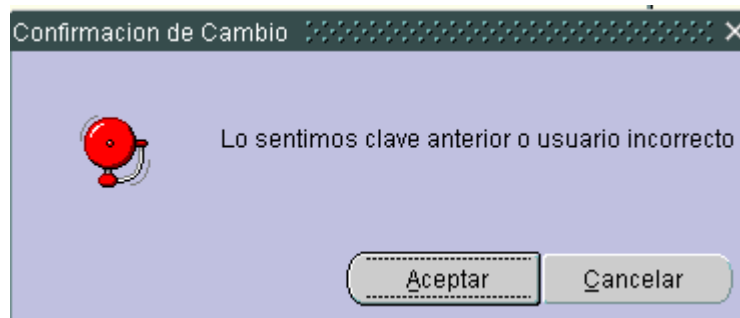 Confirmacion de Cambio
Lo sentimos clave anterior o usuario incorrecto
Aceptar
Cancelar